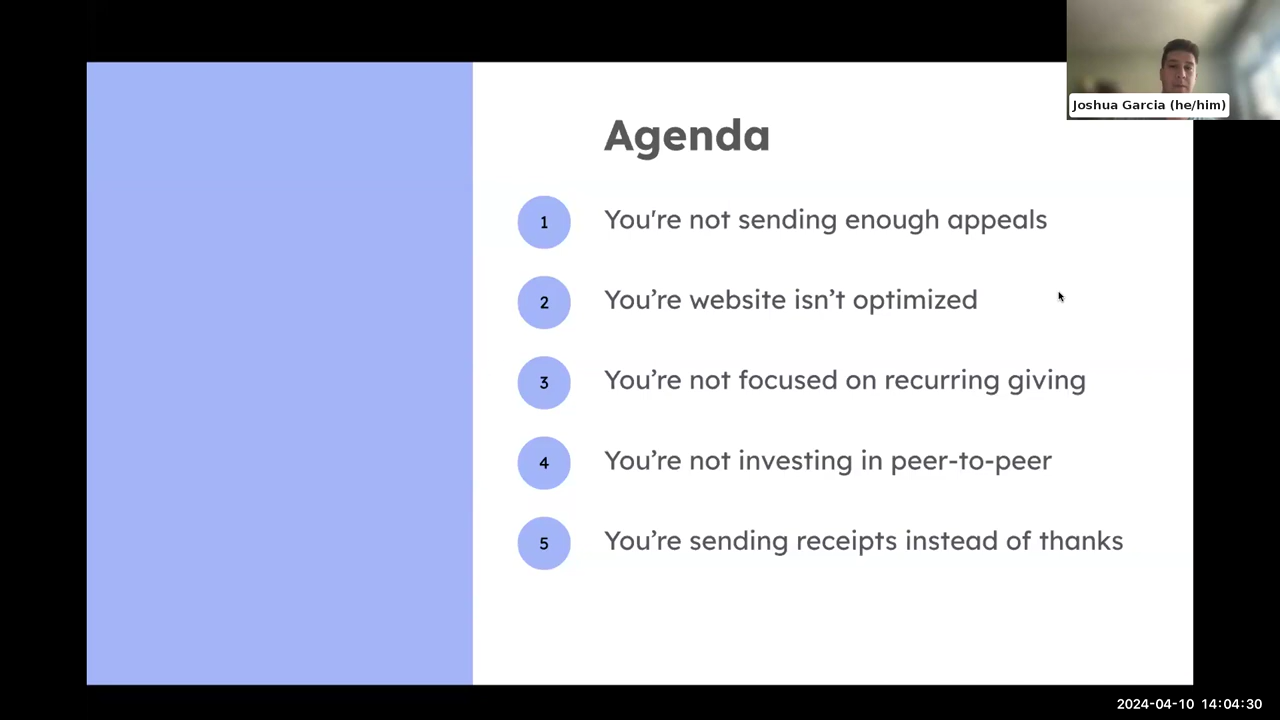 Joshua Garcia (he/him)
Agenda
1 You're not sending enough appeals
2 You’re website isn’t optimized
3 You’re not focused on recurring giving
4 You’re not investing in peer-to-peer
5 You’re sending receipts instead of thanks
2024-04-10 14:04:30